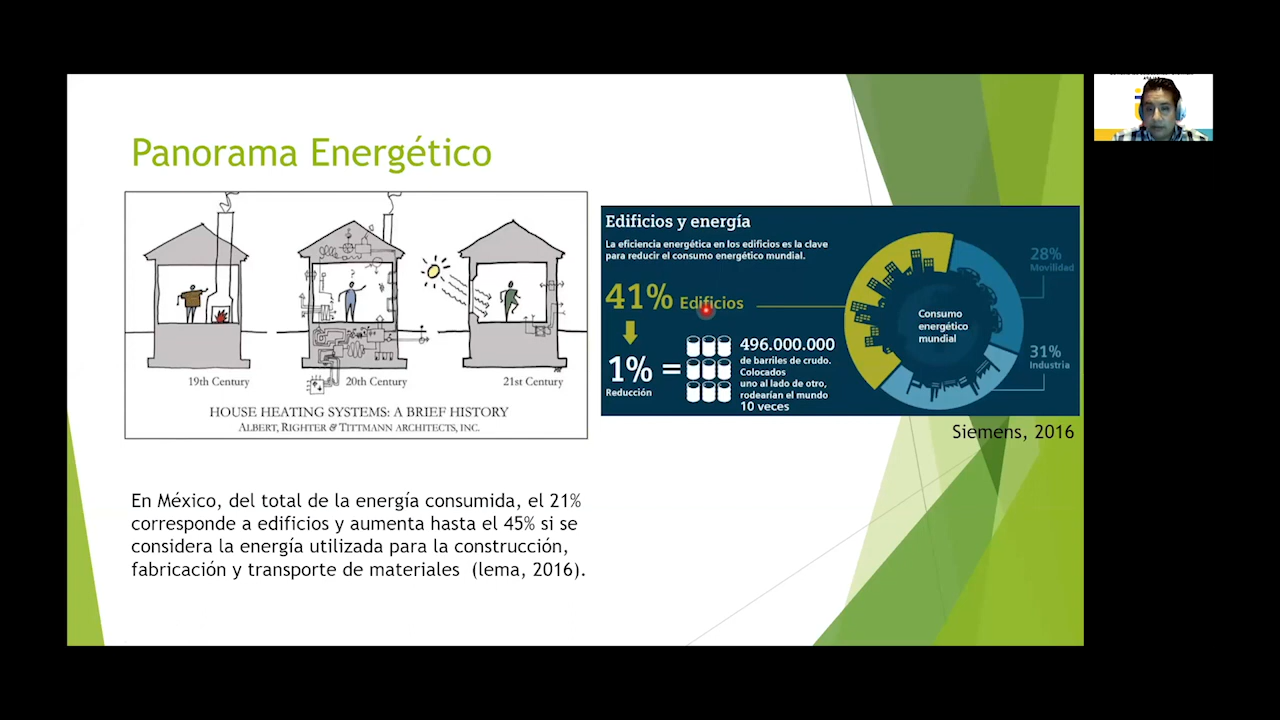 Panorama Energético
19th Century
20th Century
21st Century
HOUSE HEATING SYSTEMS: A BRIEF HISTORY
ALBERT, RIGHTER & TITTMANN ARCHITECTS, INC.
Edificios y energía
La eficiencia energética en los edificios es la clave
para reducir el consumo energético mundial.
41% Edificios
1% =
Reducción
496.000.000
de barriles de crudo.
Colocados
uno al lado de otro,
rodearían el mundo
10 veces
Consumo
energético
mundial
28%
Movilidad
31%
Industria
Siemens, 2016
En México, del total de la energía consumida, el 21%
corresponde a edificios y aumenta hasta el 45% si se
considera la energía utilizada para la construcción,
fabricación y transporte de materiales (Iema, 2016).